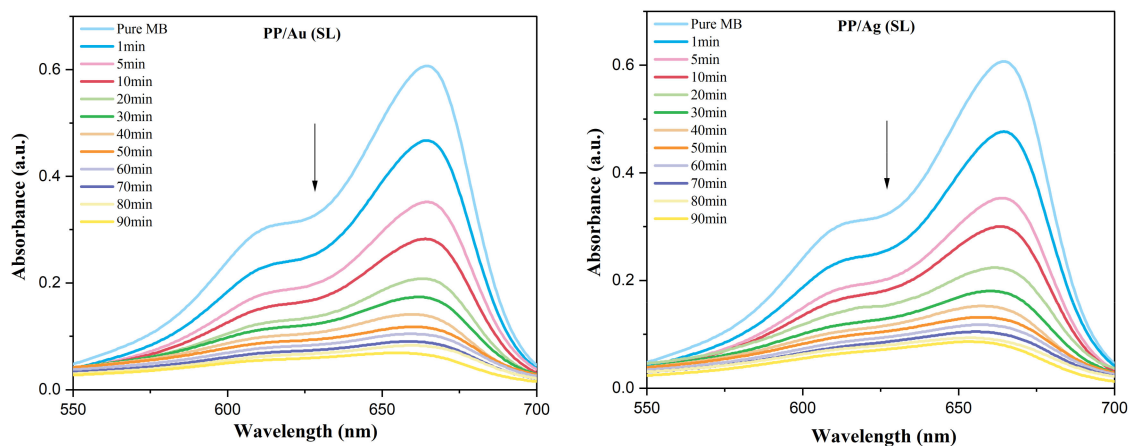 PP/Au (SL)
Pure MB
1min
5min
10min
20min
30min
40min
50min
60min
70min
80min
90min
Absorbance (a.u.)
0.6
0.4
0.2
0.0
550
600
650
700
Wavelength (nm)
PP/Ag (SL)
Pure MB
1min
5min
10min
20min
30min
40min
50min
60min
70min
80min
90min
Absorbance (a.u.)
0.6
0.4
0.2
0.0
550
600
650
700
Wavelength (nm)